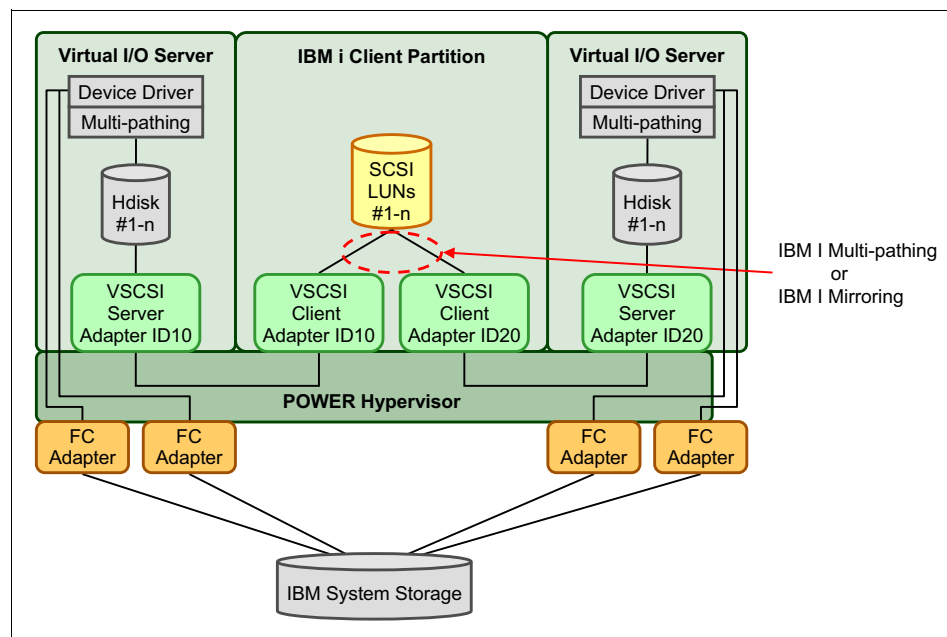 Virtual I/O Server
IBM i Client Partition
Virtual I/O Server
Device Driver
Multi-pathing
Device Driver
Multi-pathing
SCSI
LUNs
#1-n
Hdisk
#1-n
Hdisk
#1-n
IBM I Multi-pathing
or
IBM I Mirroring
VSCSI
Server
Adapter ID10
VSCSI
Client
Adapter ID10
VSCSI
Client
Adapter ID20
VSCSI
Server
Adapter ID20
POWER Hypervisor
FC
Adapter
FC
Adapter
FC
Adapter
FC
Adapter
IBM System Storage